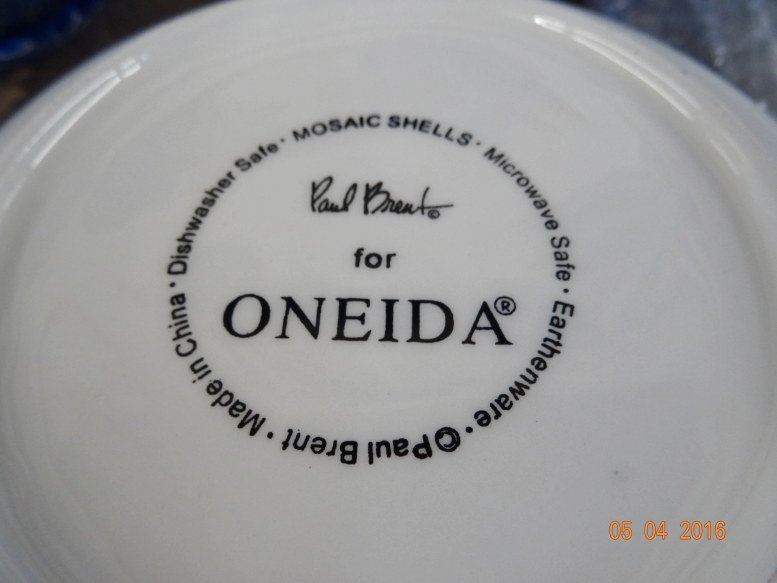 MOSAIC SHELLS · Microwave Safe · Earthenware · ©Paul Brent · Made in China · Dishwasher Safe ·
Paul Brent©
for
ONEIDA®
05 04 2016